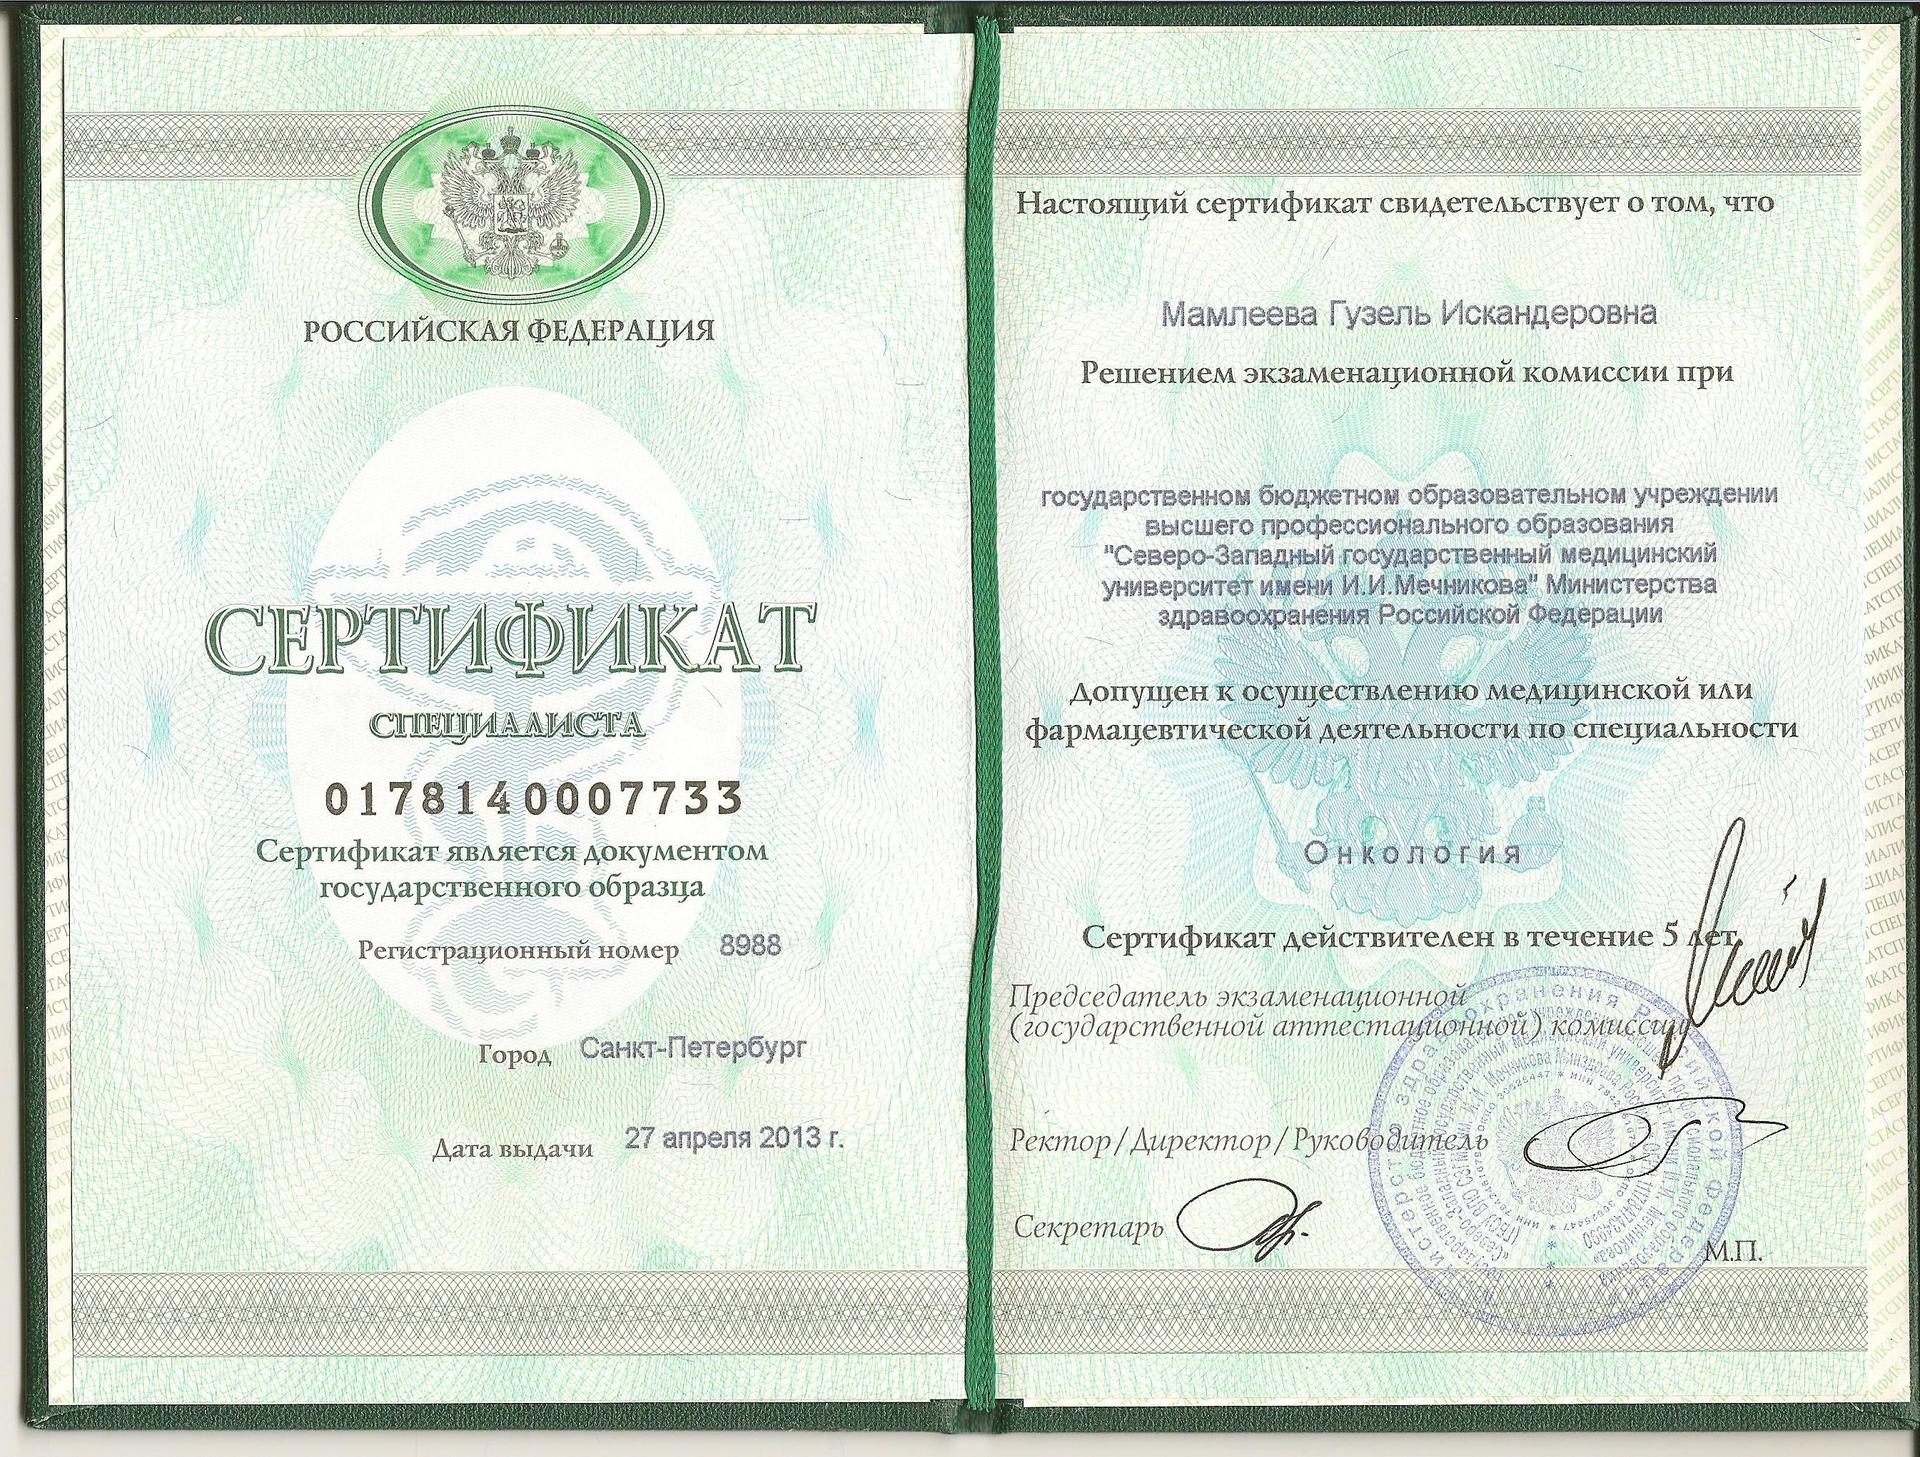 РОССИЙСКАЯ ФЕДЕРАЦИЯ
СЕРТИФИКАТ
СПЕЦИАЛИСТА
0178140007733
Сертификат является документом
государственного образца
Регистрационный номер 8988
Город Санкт-Петербург
Дата выдачи 27 апреля 2013 г.
Настоящий сертификат свидетельствует о том, что
Мамлеева Гузель Искандеровна
Решением экзаменационной комиссии при
государственном бюджетном образовательном учреждении
высшего профессионального образования
"Северо-Западный государственный медицинский
университет имени И.И.Мечникова" Министерства
здравоохранения Российской Федерации
Допущен к осуществлению медицинской или
фармацевтической деятельности по специальности
Онкология
Сертификат действителен в течение 5 лет
Председатель экзаменационной
(государственной аттестационной) комиссии
Ректор/Директор/Руководитель
Секретарь
М.П.